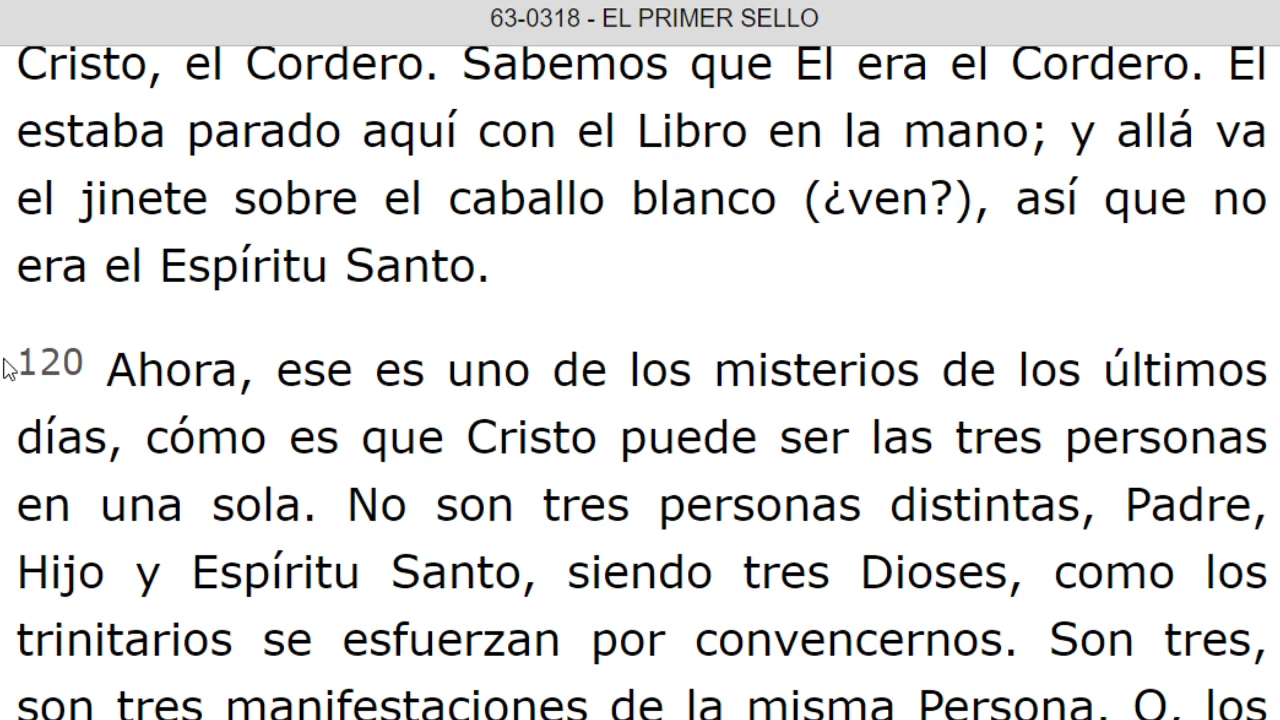 63-0318 - EL PRIMER SELLO
Cristo, el Cordero. Sabemos que El era el Cordero. El
estaba parado aquí con el Libro en la mano; y allá va
el jinete sobre el caballo blanco (¿ven?), así que no
era el Espíritu Santo.
120 Ahora, ese es uno de los misterios de los últimos
días, cómo es que Cristo puede ser las tres personas
en una sola. No son tres personas distintas, Padre,
Hijo y Espíritu Santo, siendo tres Dioses, como los
trinitarios se esfuerzan por convencernos. Son tres,
son tres manifestaciones de la misma Persona. O, los